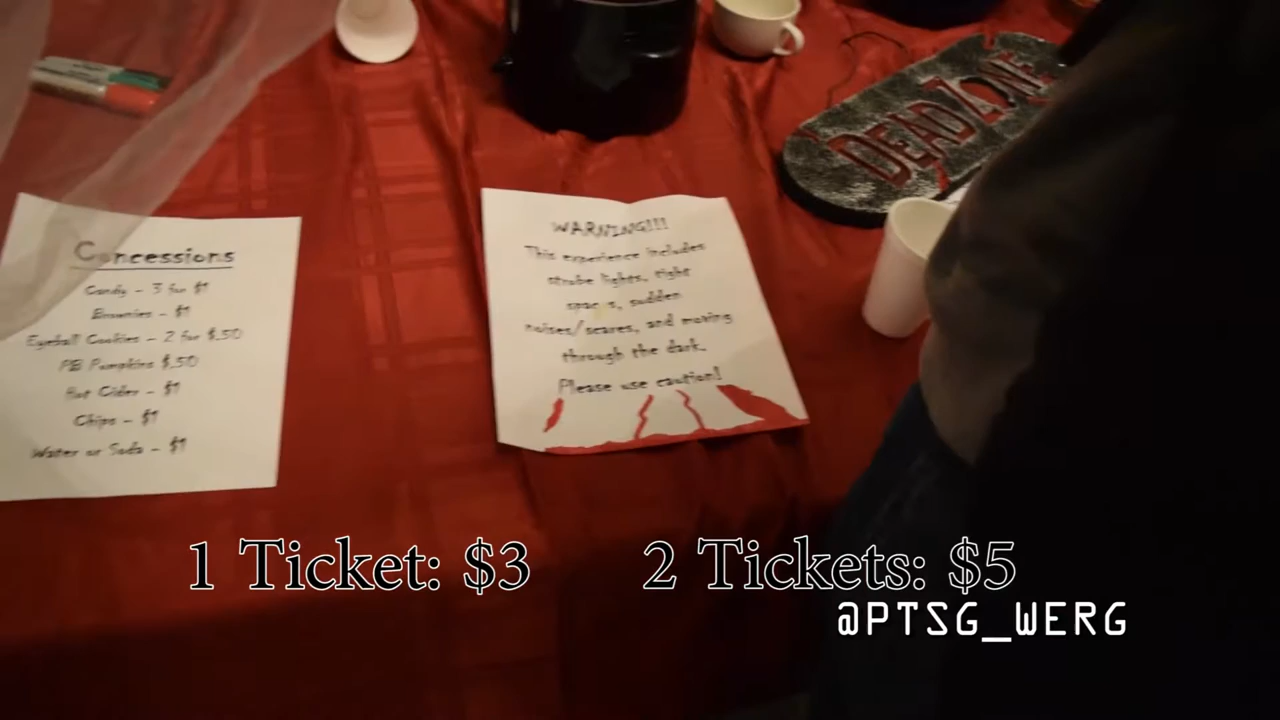 DEADZONE
Concessions
Candy - 3 for $1
Brownies - $1
Eyeball Cookies - 2 for $.50
PB Pumpkins $.50
Hot Cider - $1
Chips - $1
Water or Soda - $1
WARNING!!!
This experience includes
strobe lights, tight
spaces, sudden
noises/scares, and moving
through the dark.
Please use caution!
1 Ticket: $3
2 Tickets: $5
@PTSG_WERG